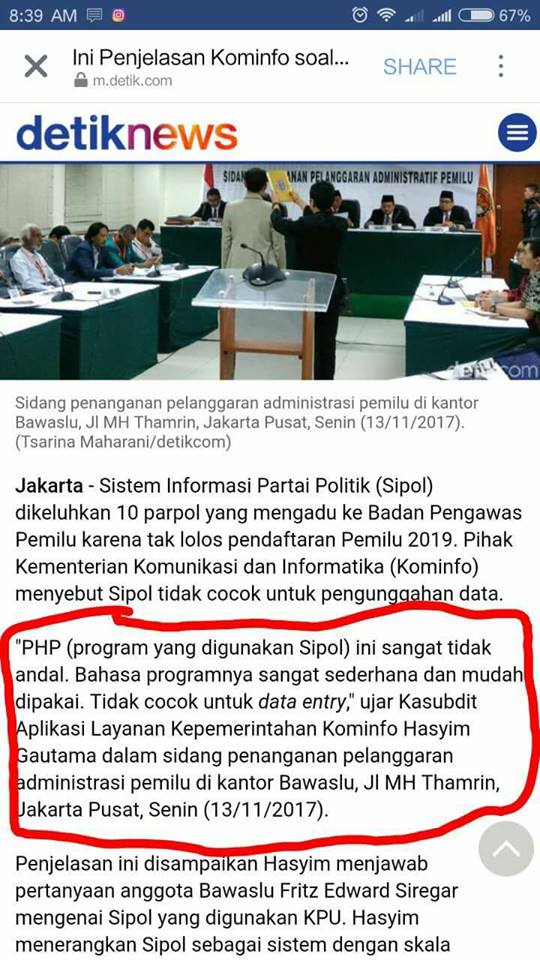 8:39 AM
67%
Ini Penjelasan Kominfo soal...
m.detik.com
SHARE
detiknews
SIDANG PENANGANAN PELANGGARAN ADMINISTRATIF PEMILU
detikcom
Sidang penanganan pelanggaran administrasi pemilu di kantor
Bawaslu, Jl MH Thamrin, Jakarta Pusat, Senin (13/11/2017).
(Tsarina Maharani/detikcom)
Jakarta - Sistem Informasi Partai Politik (Sipol)
dikeluhkan 10 parpol yang mengadu ke Badan Pengawas
Pemilu karena tak lolos pendaftaran Pemilu 2019. Pihak
Kementerian Komunikasi dan Informatika (Kominfo)
menyebut Sipol tidak cocok untuk pengunggahan data.
"PHP (program yang digunakan Sipol) ini sangat tidak
andal. Bahasa programnya sangat sederhana dan mudah
dipakai. Tidak cocok untuk data entry," ujar Kasubdit
Aplikasi Layanan Kepemerintahan Kominfo Hasyim
Gautama dalam sidang penanganan pelanggaran
administrasi pemilu di kantor Bawaslu, Jl MH Thamrin,
Jakarta Pusat, Senin (13/11/2017).
Penjelasan ini disampaikan Hasyim menjawab
pertanyaan anggota Bawaslu Fritz Edward Siregar
mengenai Sipol yang digunakan KPU. Hasyim
menerangkan Sipol sebagai sistem dengan skala